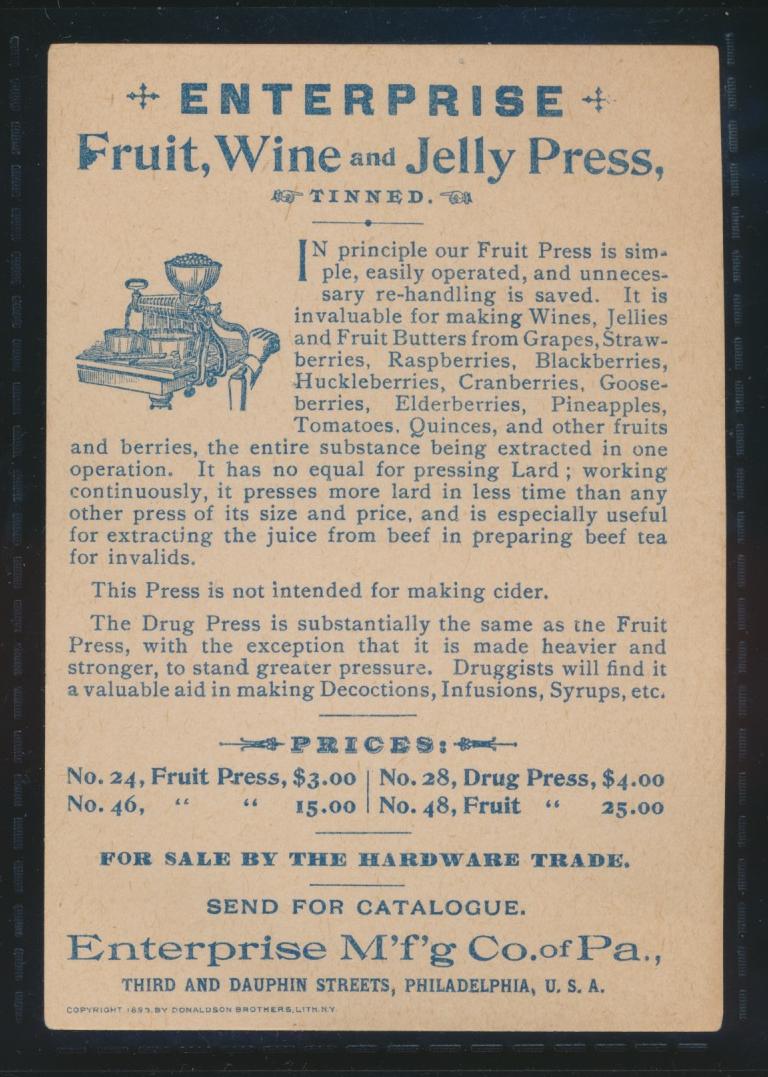 ENTERPRISE
Fruit, Wine and Jelly Press,
TINNED.
IN principle our Fruit Press is sim-
ple, easily operated, and unneces-
sary re-handling is saved. It is
invaluable for making Wines, Jellies
and Fruit Butters from Grapes, Straw-
berries, Raspberries, Blackberries,
Huckleberries, Cranberries, Goose-
berries, Elderberries, Pineapples,
Tomatoes. Quinces, and other fruits
and berries, the entire substance being extracted in one
operation. It has no equal for pressing Lard; working
continuously, it presses more lard in less time than any
other press of its size and price, and is especially useful
for extracting the juice from beef in preparing beef tea
for invalids.
This Press is not intended for making cider.
The Drug Press is substantially the same as the Fruit
Press, with the exception that it is made heavier and
stronger, to stand greater pressure. Druggists will find it
a valuable aid in making Decoctions, Infusions, Syrups, etc.
PRICES:
No. 24, Fruit Press, $3.00 | No. 28, Drug Press, $4.00
No. 46, “ “ 15.00 | No. 48, Fruit “ 25.00
FOR SALE BY THE HARDWARE TRADE.
SEND FOR CATALOGUE.
Enterprise M'f'g Co. of Pa.,
THIRD AND DAUPHIN STREETS, PHILADELPHIA, U. S. A.
COPYRIGHT BY DONALDSON BROTHERS, LITH. N.Y.